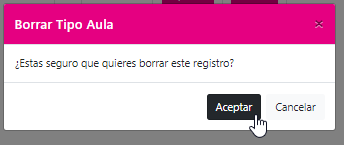 Borrar Tipo Aula ×
¿Estas seguro que quieres borrar este registro?
Aceptar Cancelar